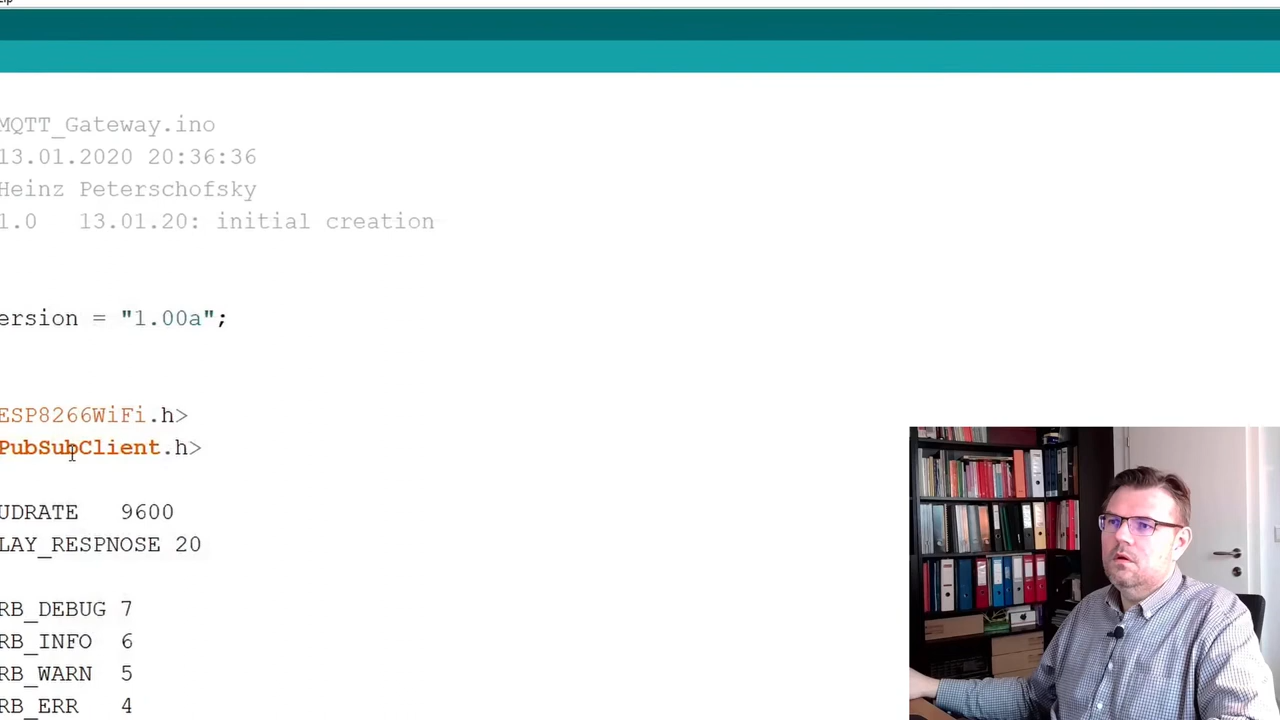 MQTT_Gateway.ino
13.01.2020 20:36:36
Heinz Peterschofsky
1.0 13.01.20: initial creation
ersion = "1.00a";
ESP8266WiFi.h>
PubSubClient.h>
UDRATE 9600
LAY_RESPNOSE 20
RB_DEBUG 7
RB_INFO 6
RB_WARN 5
RB_ERR 4